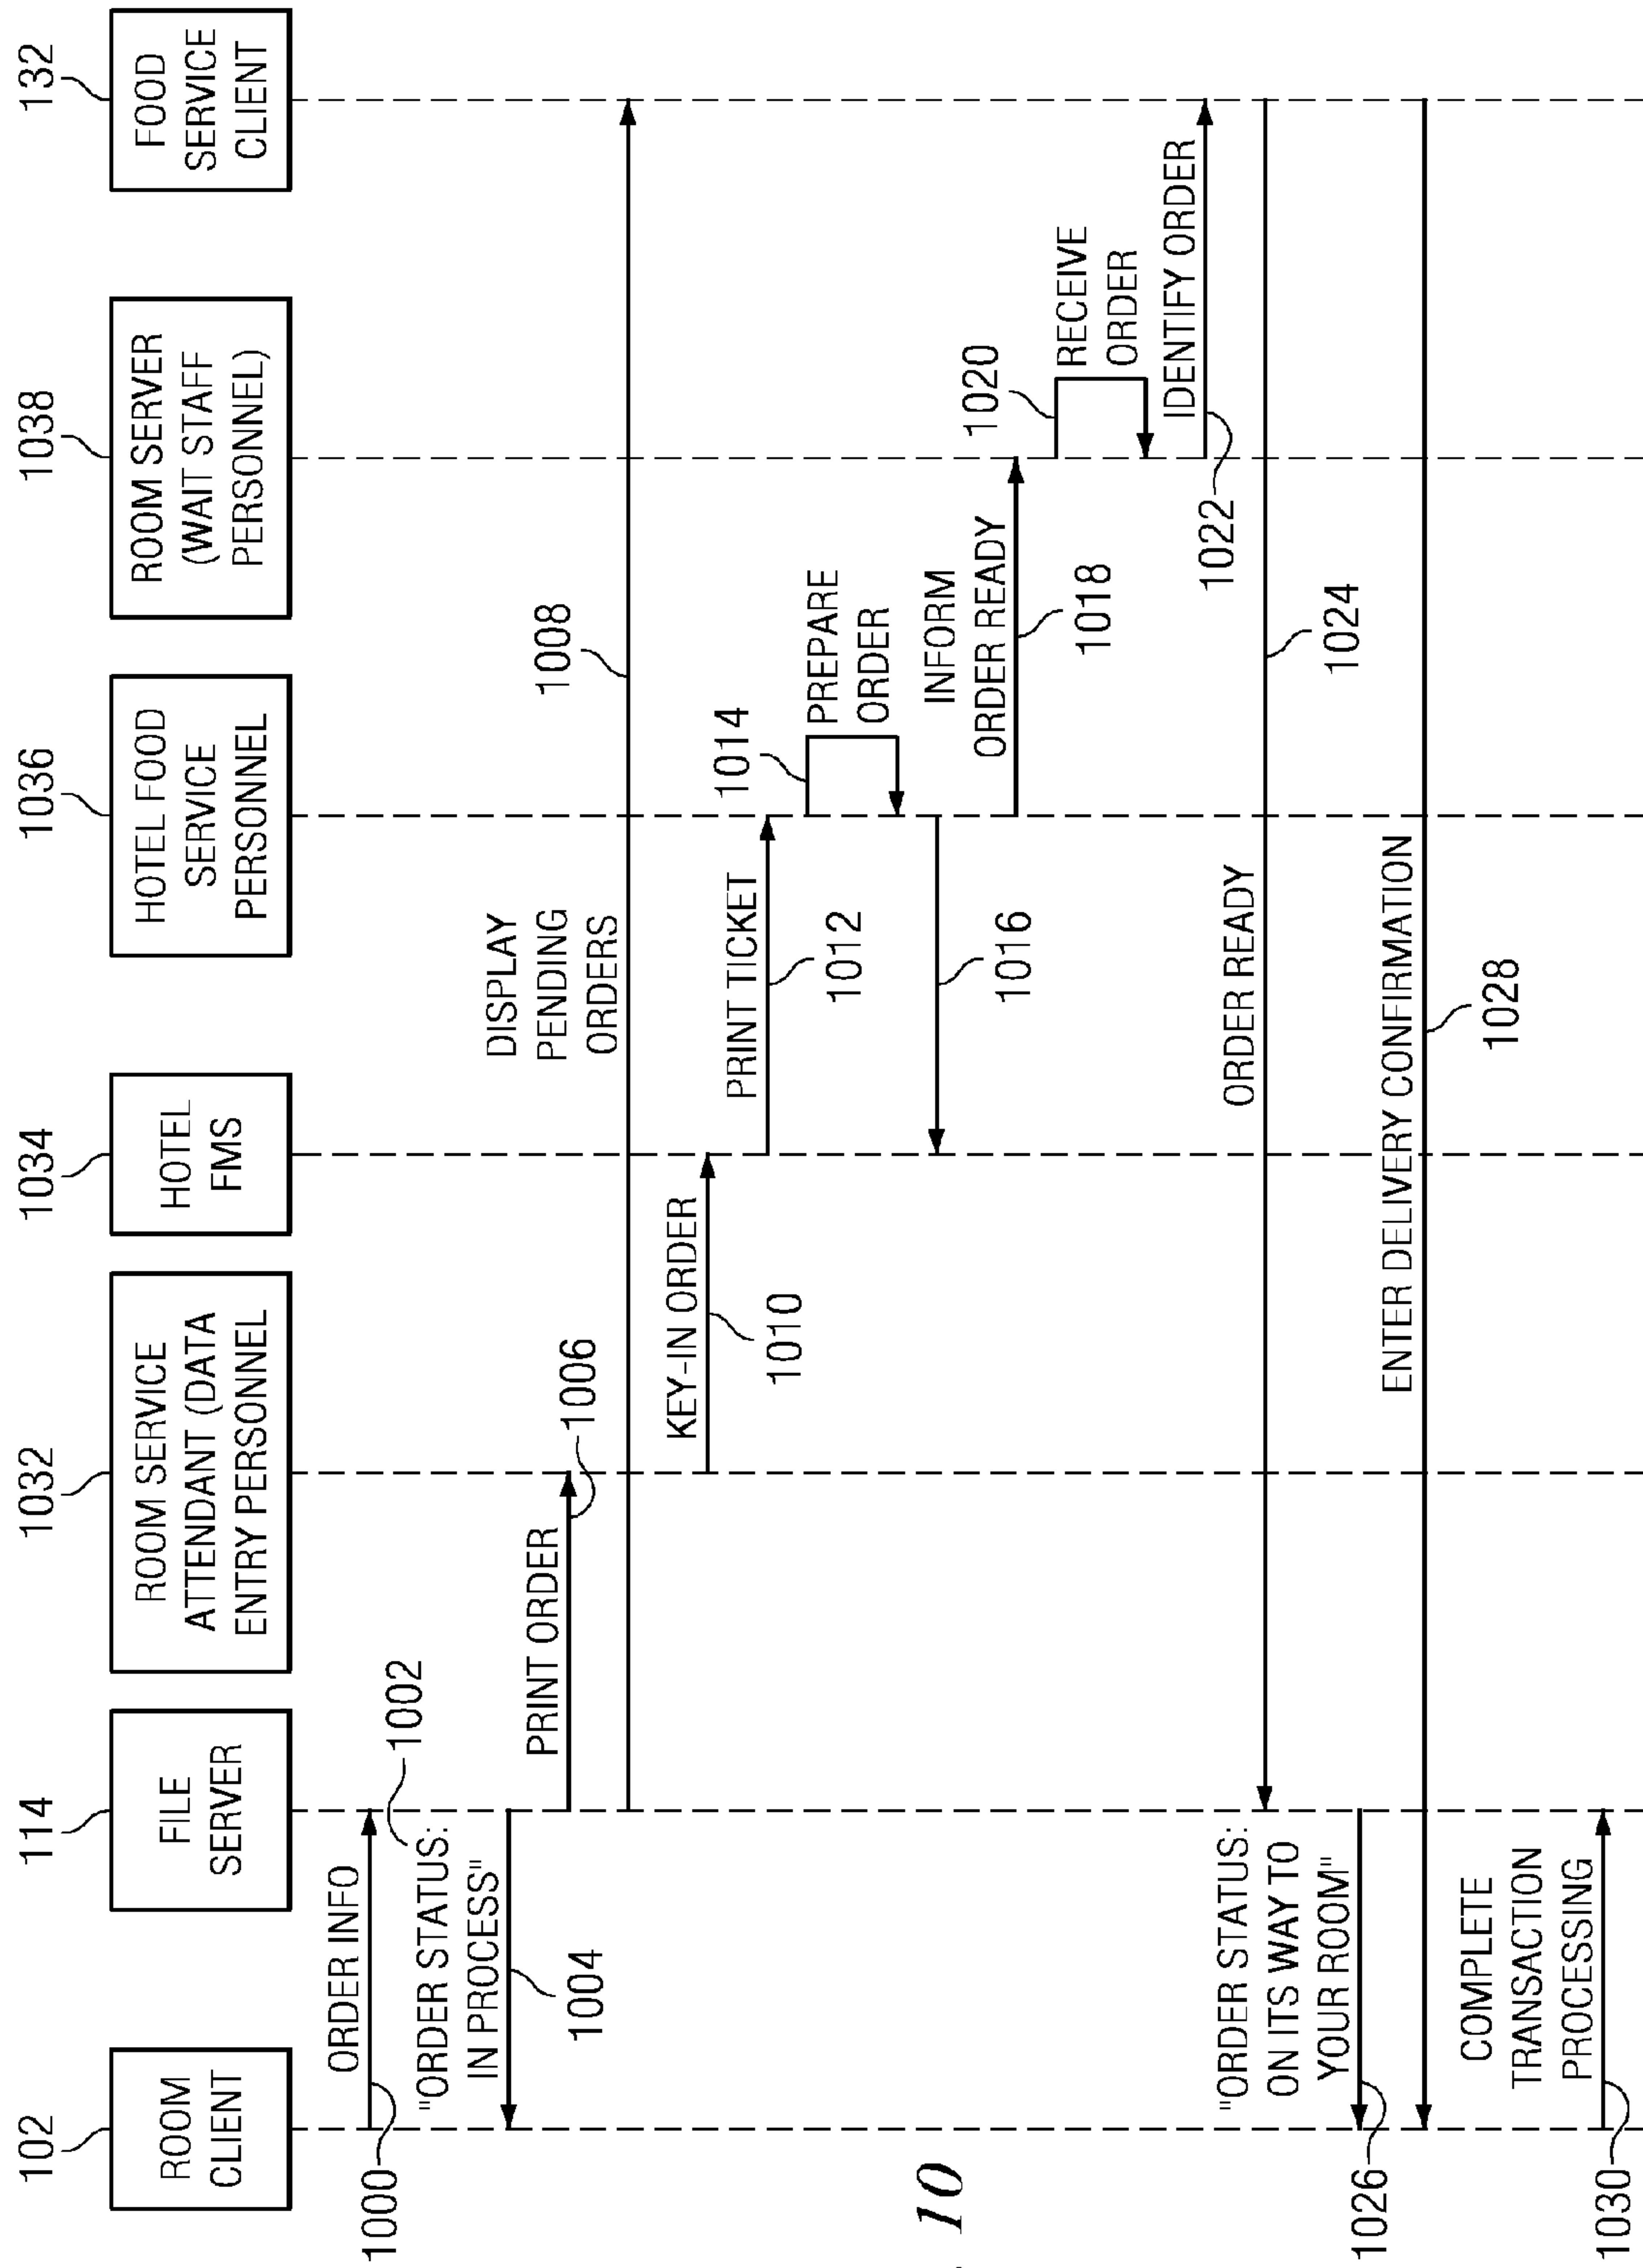 102
ROOM
CLIENT
114
FILE
SERVER
1032
ROOM SERVICE
ATTENDANT (DATA
ENTRY PERSONNEL
1034
HOTEL
FMS
1036
HOTEL FOOD
SERVICE
PERSONNEL
1038
ROOM SERVER
(WAIT STAFF
PERSONNEL)
132
FOOD
SERVICE
CLIENT
ORDER INFO
1000
1002
"ORDER STATUS:
IN PROCESS"
1004
PRINT ORDER
1006
DISPLAY
PENDING
ORDERS
1008
KEY-IN ORDER
1010
PRINT TICKET
1012
1014
PREPARE
ORDER
1016
INFORM
ORDER READY
1018
1020
RECEIVE
ORDER
IDENTIFY ORDER
1022
ORDER READY
1024
"ORDER STATUS:
ON ITS WAY TO
YOUR ROOM"
1026
ENTER DELIVERY CONFIRMATION
1028
COMPLETE
TRANSACTION
PROCESSING
1030
10